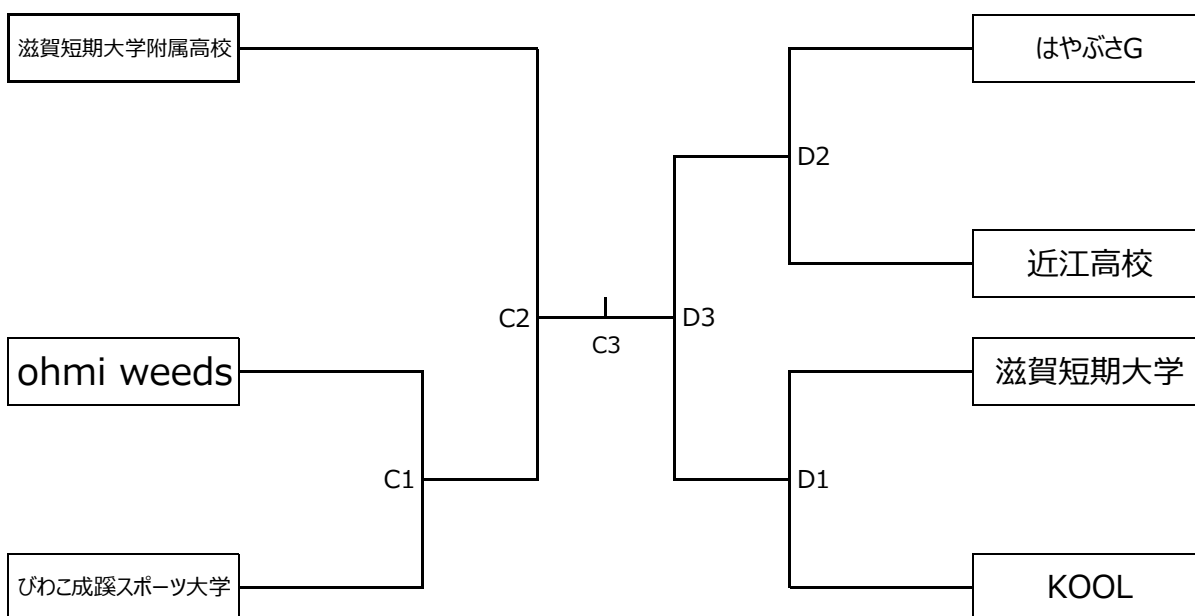 滋賀短期大学附属高校
はやぶさG
D2
近江高校
C2
D3
C3
ohmi weeds
滋賀短期大学
C1
D1
びわこ成蹊スポーツ大学
KOOL